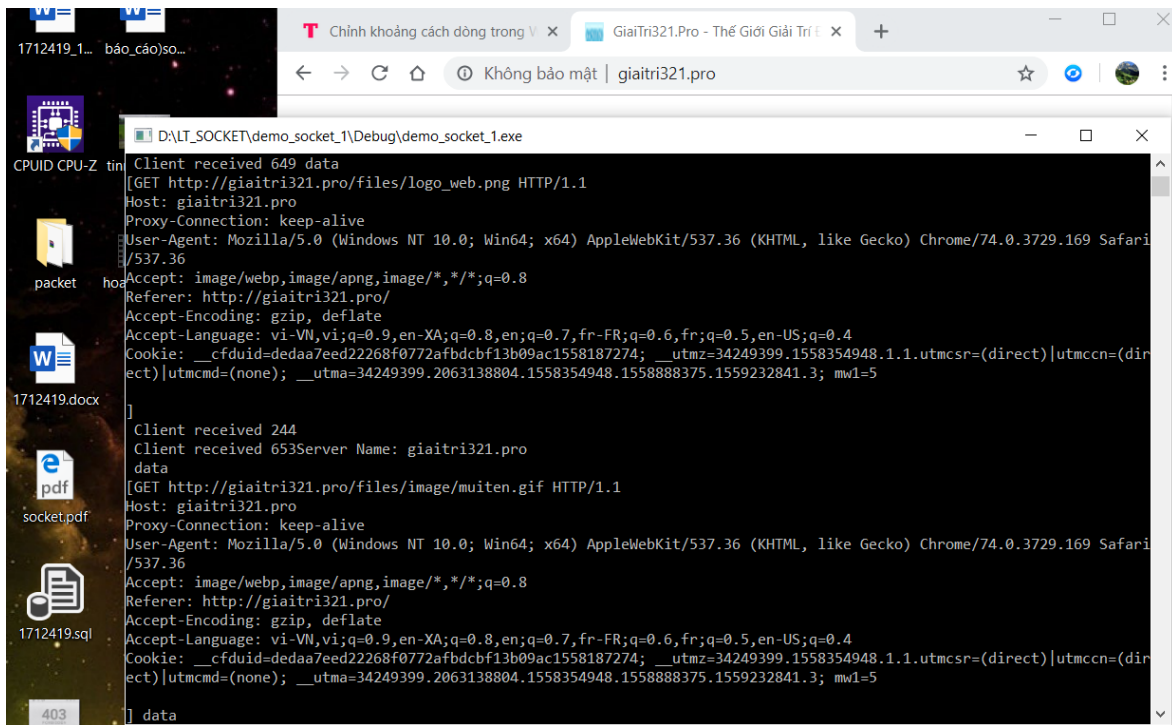 1712419_1... báo_cáo)so...
Chỉnh khoảng cách dòng trong
GiaiTri321.Pro - Thế Giới Giải Trí
Không bảo mật | giaitri321.pro
D:\LT_SOCKET\demo_socket_1\Debug\demo_socket_1.exe
CPUID CPU-Z
packet
1712419.docx
pdf
socket.pdf
1712419.sql
403
Client received 649 data
[GET http://giaitri321.pro/files/logo_web.png HTTP/1.1
Host: giaitri321.pro
Proxy-Connection: keep-alive
User-Agent: Mozilla/5.0 (Windows NT 10.0; Win64; x64) AppleWebKit/537.36 (KHTML, like Gecko) Chrome/74.0.3729.169 Safari
/537.36
Accept: image/webp,image/apng,image/*,*/*;q=0.8
Referer: http://giaitri321.pro/
Accept-Encoding: gzip, deflate
Accept-Language: vi-VN,vi;q=0.9,en-XA;q=0.8,en;q=0.7,fr-FR;q=0.6,fr;q=0.5,en-US;q=0.4
Cookie: __cfduid=dedaa7eed22268f0772afbdcbf13b09ac1558187274; __utmz=34249399.1558354948.1.1.utmcsr=(direct)|utmccn=(dir
ect)|utmcmd=(none); __utma=34249399.2063138804.1558354948.1558888375.1559232841.3; mw1=5
]
Client received 244
Client received 653Server Name: giaitri321.pro
data
[GET http://giaitri321.pro/files/image/muiten.gif HTTP/1.1
Host: giaitri321.pro
Proxy-Connection: keep-alive
User-Agent: Mozilla/5.0 (Windows NT 10.0; Win64; x64) AppleWebKit/537.36 (KHTML, like Gecko) Chrome/74.0.3729.169 Safari
/537.36
Accept: image/webp,image/apng,image/*,*/*;q=0.8
Referer: http://giaitri321.pro/
Accept-Encoding: gzip, deflate
Accept-Language: vi-VN,vi;q=0.9,en-XA;q=0.8,en;q=0.7,fr-FR;q=0.6,fr;q=0.5,en-US;q=0.4
Cookie: __cfduid=dedaa7eed22268f0772afbdcbf13b09ac1558187274; __utmz=34249399.1558354948.1.1.utmcsr=(direct)|utmccn=(dir
ect)|utmcmd=(none); __utma=34249399.2063138804.1558354948.1558888375.1559232841.3; mw1=5
] data